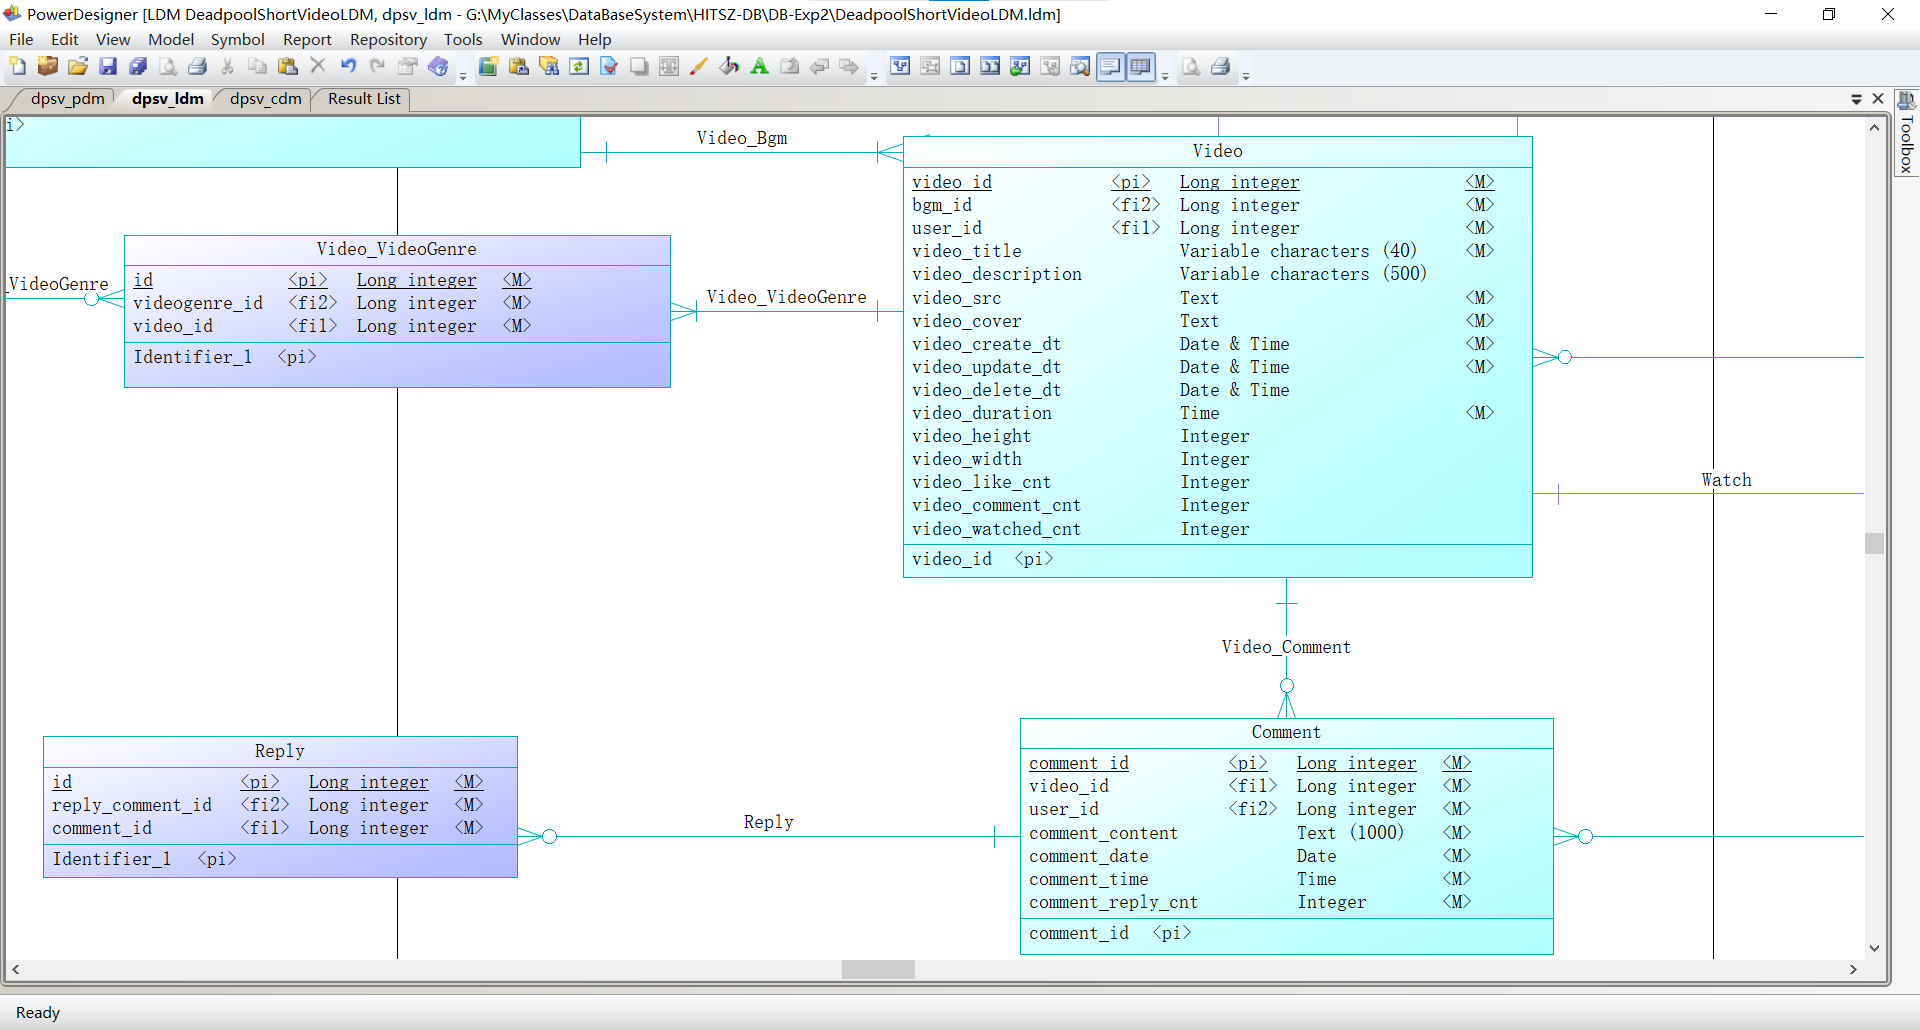 PowerDesigner [LDM DeadpoolShortVideoLDM, dpsv_ldm - G:\MyClasses\DataBaseSystem\HITSZ-DB\DB-Exp2\DeadpoolShortVideoLDM.ldm]
File Edit View Model Symbol Report Repository Tools Window Help
dpsv_pdm dpsv_ldm dpsv_cdm Result List
Toolbox
i>
Video_Bgm
Video
video_id <pi> Long integer <M>
bgm_id <fi2> Long integer <M>
user_id <fi1> Long integer <M>
video_title Variable characters (40) <M>
video_description Variable characters (500)
video_src Text <M>
video_cover Text <M>
video_create_dt Date & Time <M>
video_update_dt Date & Time <M>
video_delete_dt Date & Time
video_duration Time <M>
video_height Integer
video_width Integer
video_like_cnt Integer
video_comment_cnt Integer
video_watched_cnt Integer
video_id <pi>
_VideoGenre
Video_VideoGenre
id <pi> Long integer <M>
videogenre_id <fi2> Long integer <M>
video_id <fi1> Long integer <M>
Identifier_1 <pi>
Video_VideoGenre
Watch
Video_Comment
Reply
id <pi> Long integer <M>
reply_comment_id <fi2> Long integer <M>
comment_id <fi1> Long integer <M>
Identifier_1 <pi>
Reply
Comment
comment_id <pi> Long integer <M>
video_id <fi1> Long integer <M>
user_id <fi2> Long integer <M>
comment_content Text (1000) <M>
comment_date Date <M>
comment_time Time <M>
comment_reply_cnt Integer <M>
comment_id <pi>
Ready